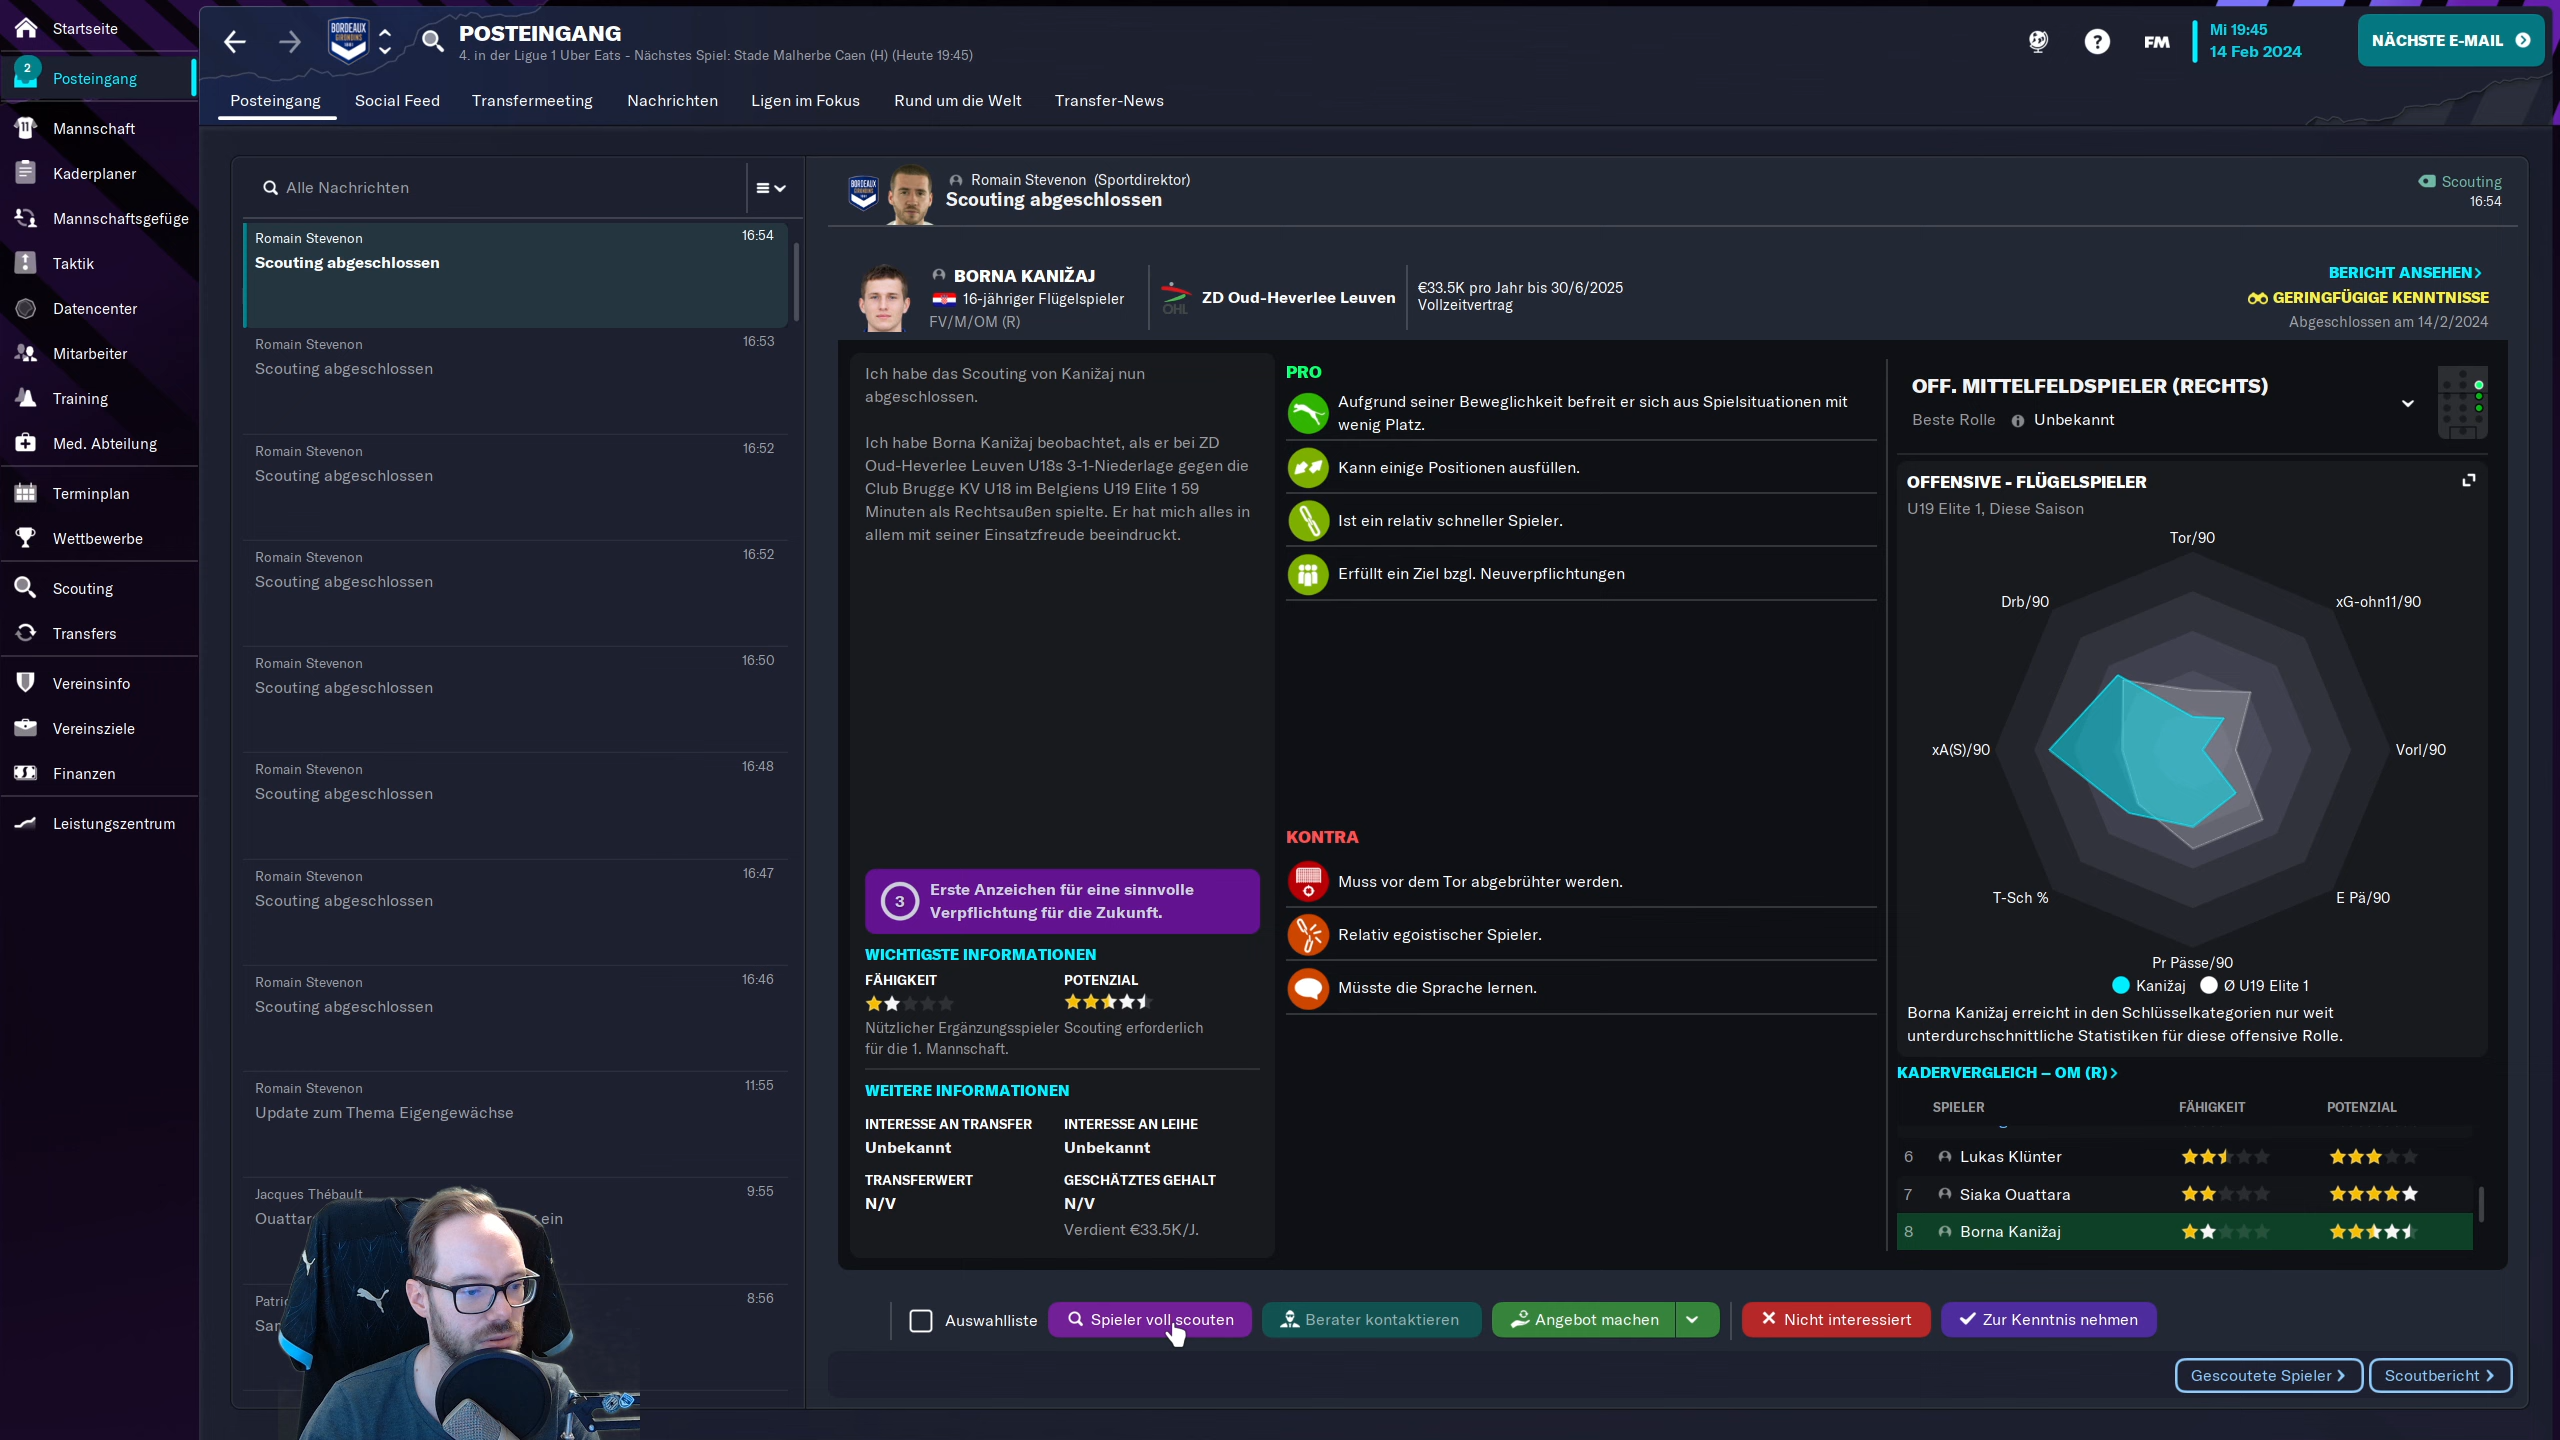 Startseite
2
Posteingang
Mannschaft
Kaderplaner
Mannschaftsgefüge
Taktik
Datencenter
Mitarbeiter
Training
Med. Abteilung
Terminplan
Wettbewerbe
Scouting
Transfers
Vereinsinfo
Vereinsziele
Finanzen
Leistungszentrum
BORDEAUX
POSTEINGANG
4. in der Ligue 1 Uber Eats - Nächstes Spiel: Stade Malherbe Caen (H) (Heute 19:45)
?
FM
Mi 19:45
14 Feb 2024
NÄCHSTE E-MAIL
Posteingang Social Feed Transfermeeting Nachrichten Ligen im Fokus Rund um die Welt Transfer-News
Alle Nachrichten
Romain Stevenon 16:54
Scouting abgeschlossen
Romain Stevenon 16:53
Scouting abgeschlossen
Romain Stevenon 16:52
Scouting abgeschlossen
Romain Stevenon 16:52
Scouting abgeschlossen
Romain Stevenon 16:50
Scouting abgeschlossen
Romain Stevenon 16:48
Scouting abgeschlossen
Romain Stevenon 16:47
Scouting abgeschlossen
Romain Stevenon 16:46
Scouting abgeschlossen
Romain Stevenon 11:55
Update zum Thema Eigengewächse
Jacques Thébault 9:55
ein
8:56
BORDEAUX
Romain Stevenon (Sportdirektor)
Scouting abgeschlossen
Scouting
16:54
BORNA KANIŽAJ
16-jähriger Flügelspieler
FV/M/OM (R)
OHL
ZD Oud-Heverlee Leuven
€33.5K pro Jahr bis 30/6/2025
Vollzeitvertrag
BERICHT ANSEHEN>
GERINGFÜGIGE KENNTNISSE
Abgeschlossen am 14/2/2024
Ich habe das Scouting von Kanižaj nun
abgeschlossen.
Ich habe Borna Kanižaj beobachtet, als er bei ZD
Oud-Heverlee Leuven U18s 3-1-Niederlage gegen die
Club Brugge KV U18 im Belgiens U19 Elite 1 59
Minuten als Rechtsaußen spielte. Er hat mich alles in
allem mit seiner Einsatzfreude beeindruckt.
3
Erste Anzeichen für eine sinnvolle
Verpflichtung für die Zukunft.
WICHTIGSTE INFORMATIONEN
FÄHIGKEIT POTENZIAL
Nützlicher Ergänzungsspieler Scouting erforderlich
für die 1. Mannschaft.
WEITERE INFORMATIONEN
INTERESSE AN TRANSFER INTERESSE AN LEIHE
Unbekannt Unbekannt
TRANSFERWERT GESCHÄTZTES GEHALT
N/V N/V
Verdient €33.5K/J.
PRO
Aufgrund seiner Beweglichkeit befreit er sich aus Spielsituationen mit
wenig Platz.
Kann einige Positionen ausfüllen.
Ist ein relativ schneller Spieler.
Erfüllt ein Ziel bzgl. Neuverpflichtungen
KONTRA
Muss vor dem Tor abgebrühter werden.
Relativ egoistischer Spieler.
Müsste die Sprache lernen.
OFF. MITTELFELDSPIELER (RECHTS)
Beste Rolle Unbekannt
OFFENSIVE - FLÜGELSPIELER
U19 Elite 1, Diese Saison
Tor/90
Drb/90 xG-ohn11/90
xA(S)/90 Vorl/90
T-Sch % E Pä/90
Pr Pässe/90
Kanižaj Ø U19 Elite 1
Borna Kanižaj erreicht in den Schlüsselkategorien nur weit
unterdurchschnittliche Statistiken für diese offensive Rolle.
KADERVERGLEICH – OM (R)>
SPIELER FÄHIGKEIT POTENZIAL
6 Lukas Klünter
7 Siaka Ouattara
8 Borna Kanižaj
Auswahlliste Spieler voll scouten Berater kontaktieren Angebot machen Nicht interessiert Zur Kenntnis nehmen
Gescoutete Spieler > Scoutbericht >